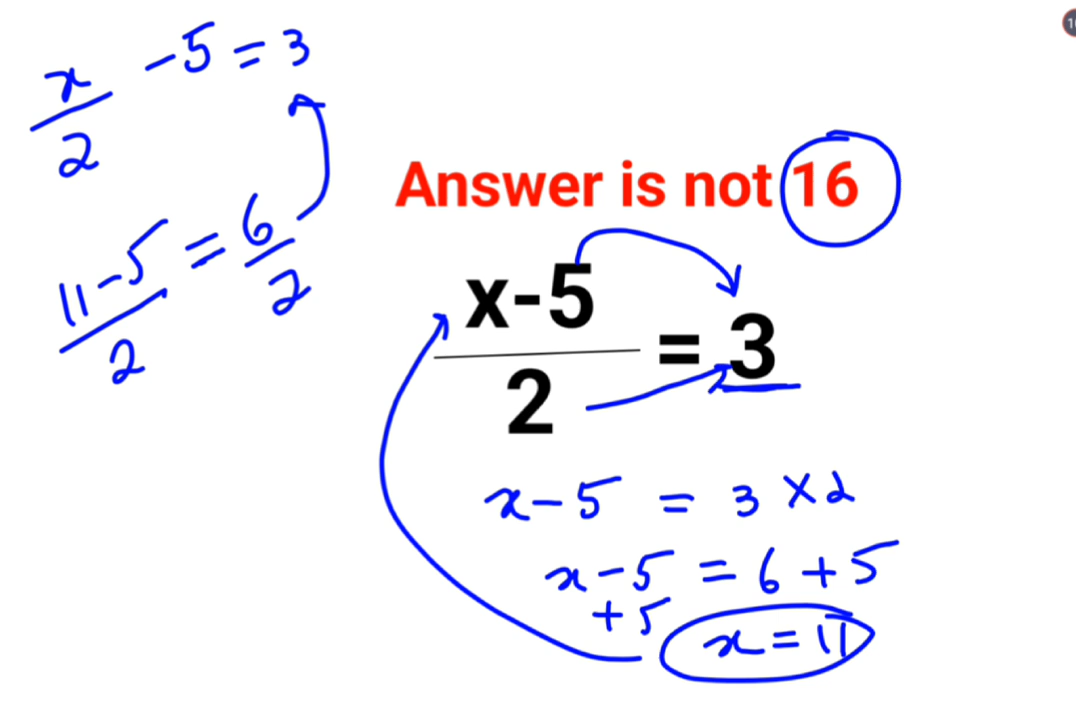 x/2 -5 = 3
11-5/2 = 6/2
Answer is not 16
x-5/2 = 3
x-5 = 3×2
x-5 = 6+5
+5
x = 11